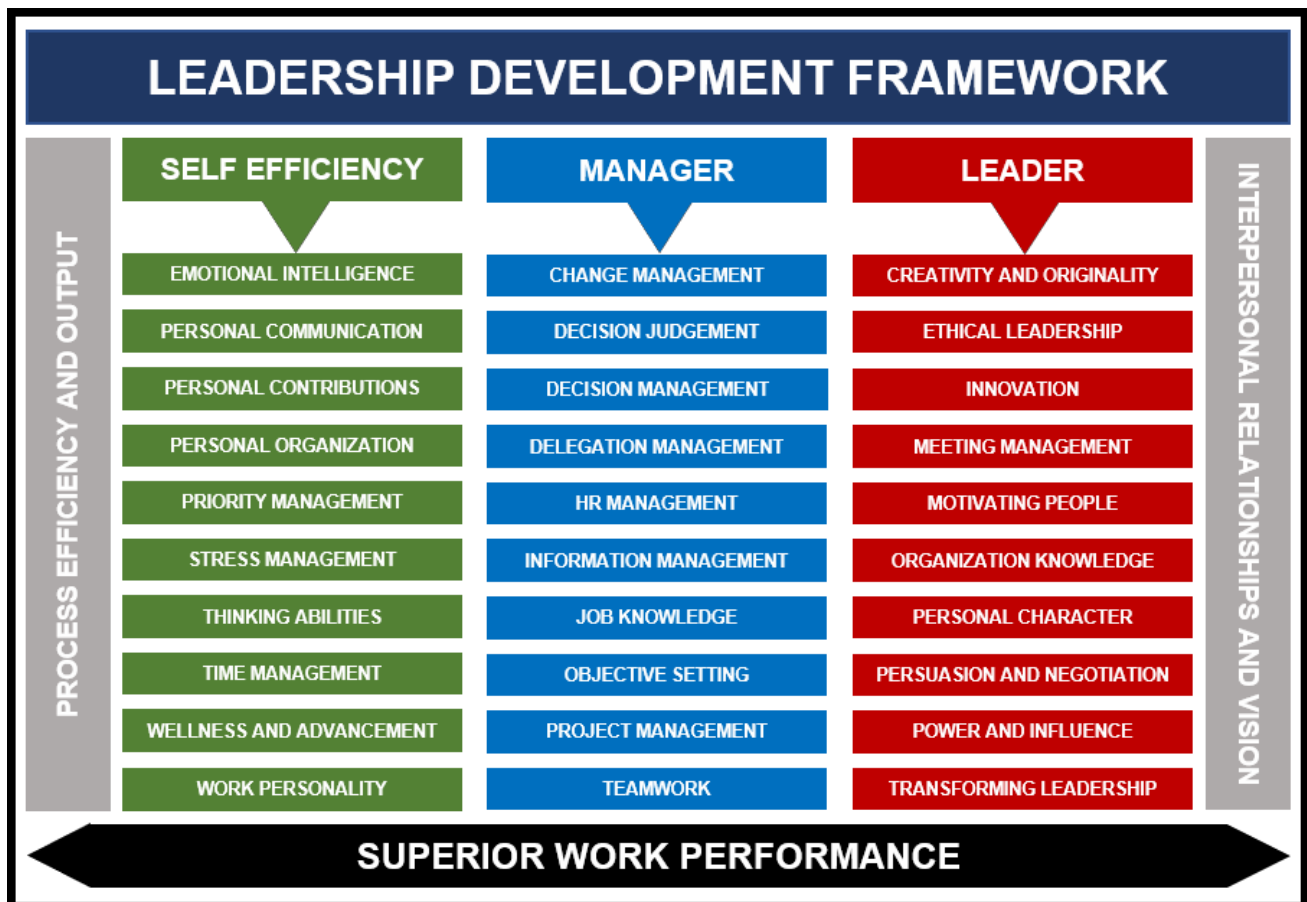 LEADERSHIP DEVELOPMENT FRAMEWORK
PROCESS EFFICIENCY AND OUTPUT
SELF EFFICIENCY
EMOTIONAL INTELLIGENCE
PERSONAL COMMUNICATION
PERSONAL CONTRIBUTIONS
PERSONAL ORGANIZATION
PRIORITY MANAGEMENT
STRESS MANAGEMENT
THINKING ABILITIES
TIME MANAGEMENT
WELLNESS AND ADVANCEMENT
WORK PERSONALITY
MANAGER
CHANGE MANAGEMENT
DECISION JUDGEMENT
DECISION MANAGEMENT
DELEGATION MANAGEMENT
HR MANAGEMENT
INFORMATION MANAGEMENT
JOB KNOWLEDGE
OBJECTIVE SETTING
PROJECT MANAGEMENT
TEAMWORK
LEADER
CREATIVITY AND ORIGINALITY
ETHICAL LEADERSHIP
INNOVATION
MEETING MANAGEMENT
MOTIVATING PEOPLE
ORGANIZATION KNOWLEDGE
PERSONAL CHARACTER
PERSUASION AND NEGOTIATION
POWER AND INFLUENCE
TRANSFORMING LEADERSHIP
INTERPERSONAL RELATIONSHIPS AND VISION
SUPERIOR WORK PERFORMANCE